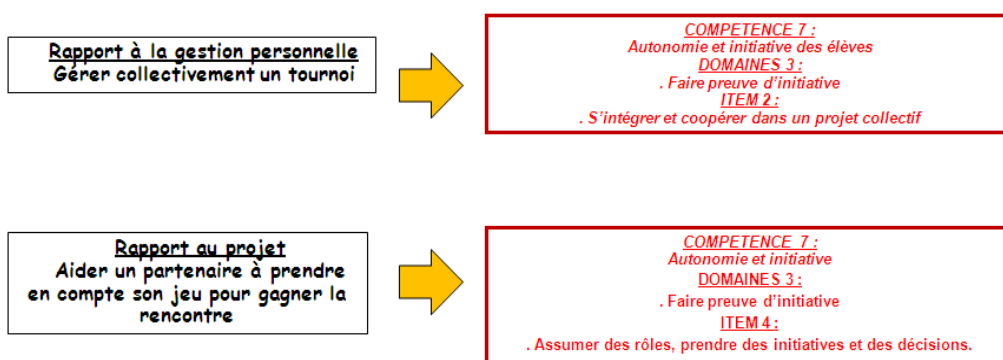 Rapport à la gestion personnelle
Gérer collectivement un tournoi
COMPETENCE 7 :
Autonomie et initiative des élèves
DOMAINES 3 :
. Faire preuve d'initiative
ITEM 2 :
. S'intégrer et coopérer dans un projet collectif
Rapport au projet
Aider un partenaire à prendre
en compte son jeu pour gagner la
rencontre
COMPETENCE 7 :
Autonomie et initiative
DOMAINES 3 :
. Faire preuve d'initiative
ITEM 4 :
. Assumer des rôles, prendre des initiatives et des décisions.